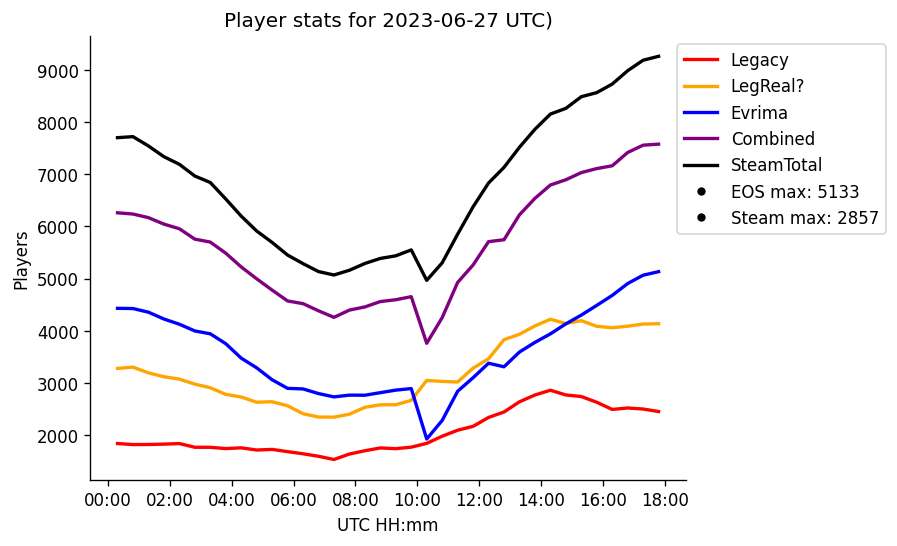 Player stats for 2023-06-27 UTC)
Players
9000
8000
7000
6000
5000
4000
3000
2000
00:00 02:00 04:00 06:00 08:00 10:00 12:00 14:00 16:00 18:00
UTC HH:mm
Legacy
LegReal?
Evrima
Combined
SteamTotal
EOS max: 5133
Steam max: 2857